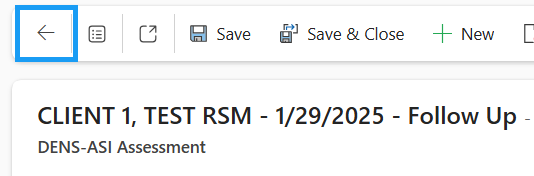 Save Save & Close New
CLIENT 1, TEST RSM - 1/29/2025 - Follow Up -
DENS-ASI Assessment